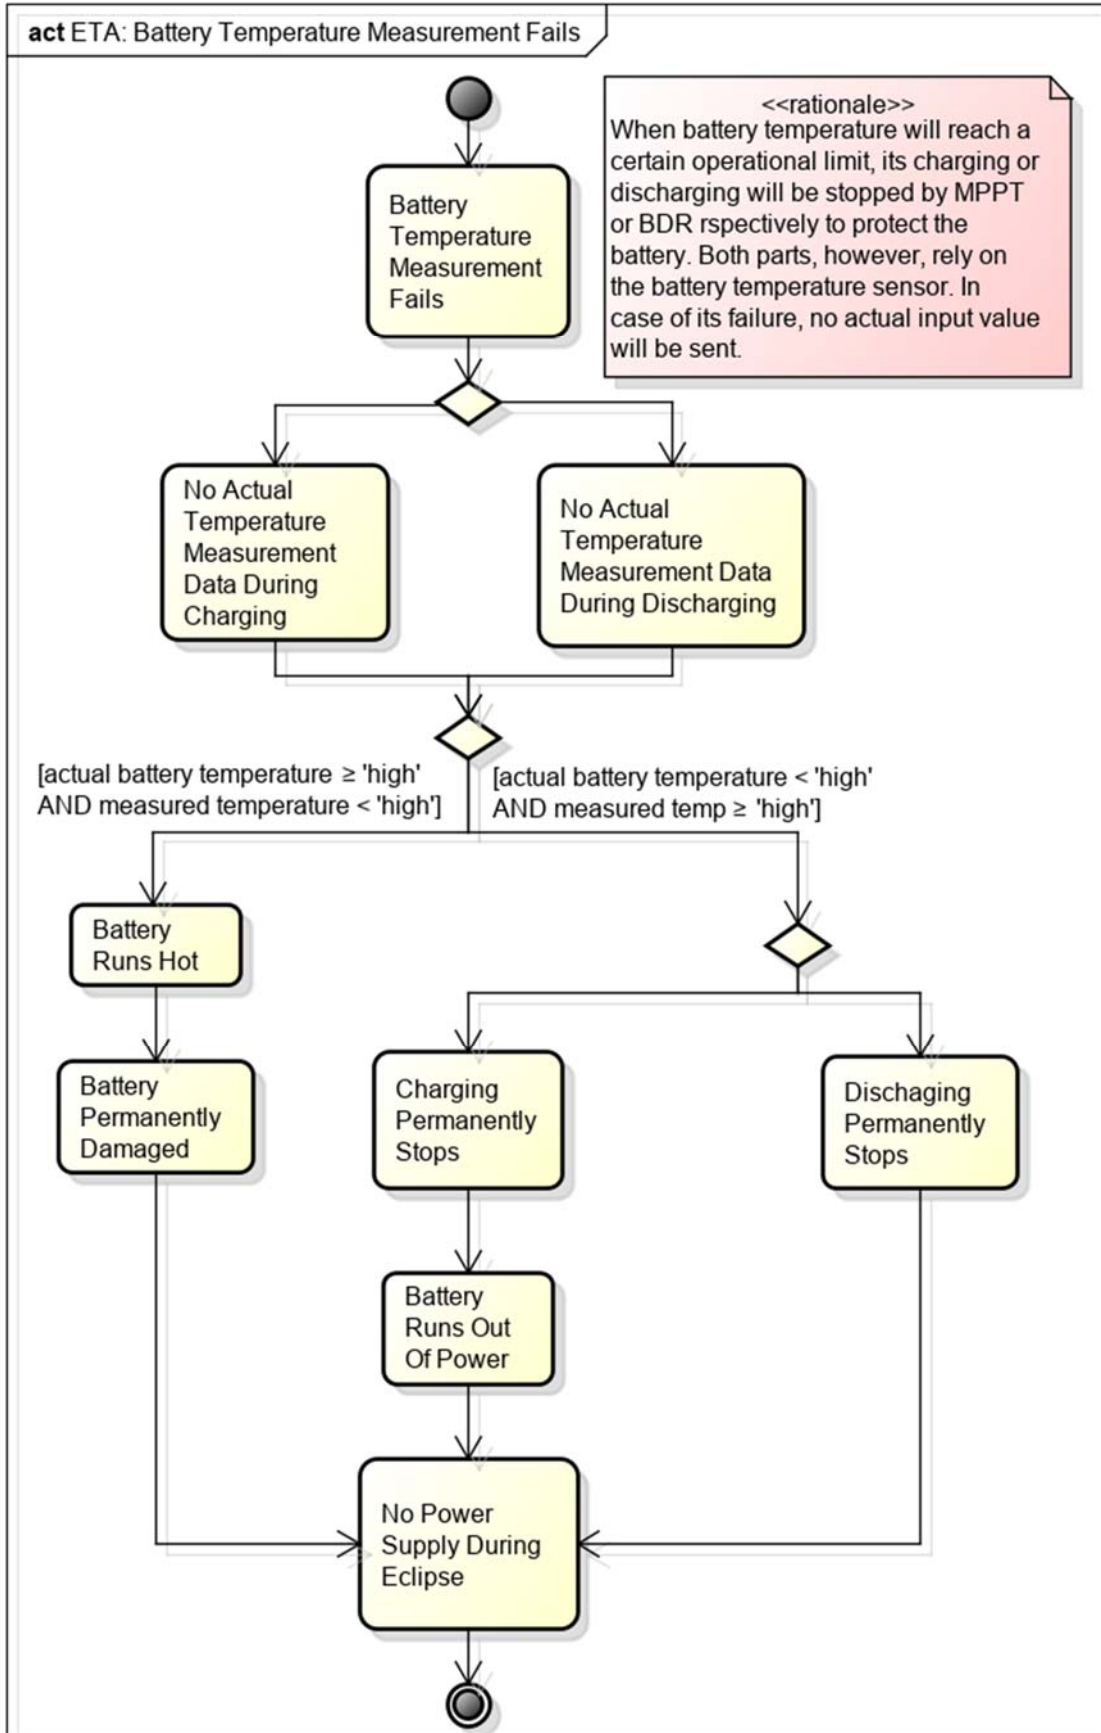 act ETA: Battery Temperature Measurement Fails
<<rationale>>
When battery temperature will reach a
certain operational limit, its charging or
discharging will be stopped by MPPT
or BDR rspectively to protect the
battery. Both parts, however, rely on
the battery temperature sensor. In
case of its failure, no actual input value
will be sent.
Battery
Temperature
Measurement
Fails
No Actual
Temperature
Measurement
Data During
Charging
No Actual
Temperature
Measurement Data
During Discharging
[actual battery temperature ≥ 'high'
AND measured temperature < 'high']
[actual battery temperature < 'high'
AND measured temp ≥ 'high']
Battery
Runs Hot
Battery
Permanently
Damaged
Charging
Permanently
Stops
Dischaging
Permanently
Stops
Battery
Runs Out
Of Power
No Power
Supply During
Eclipse